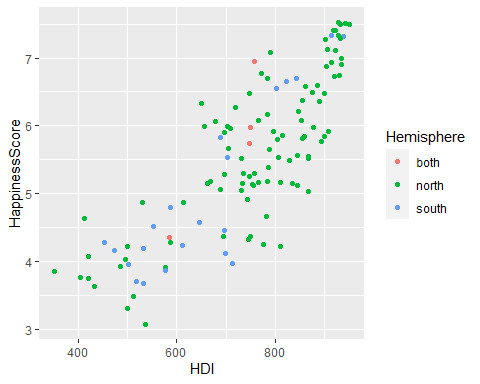 7
6
5
4
3
HappinessScore
400
600
800
HDI
Hemisphere
both
north
south